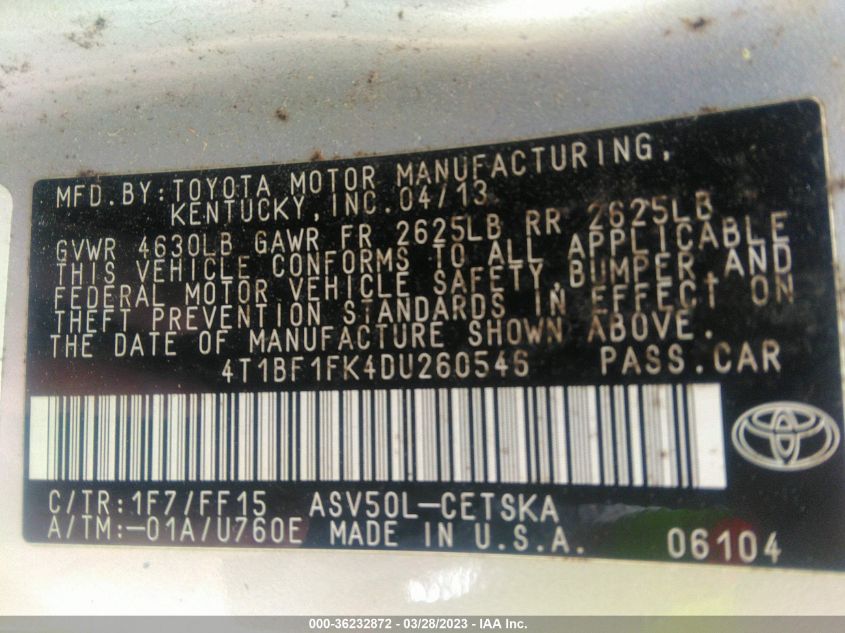 MFD.BY:TOYOTA MOTOR MANUFACTURING,
KENTUCKY,INC.04/13
GVWR 4630LB GAWR FR 2625LB RR 2625LB
THIS VEHICLE CONFORMS TO ALL APPLICABLE
FEDERAL MOTOR VEHICLE SAFETY,BUMPER,AND
THEFT PREVENTION STANDARDS IN EFFECT ON
THE DATE OF MANUFACTURE SHOWN ABOVE.
4T1BF1FK4DU260546 PASS.CAR
C/TR:1F7/FF15 ASV50L-CETSKA
A/TM:-01A/U760E MADE IN U.S.A. 06104
000-36232872 - 03/28/2023 - IAA Inc.